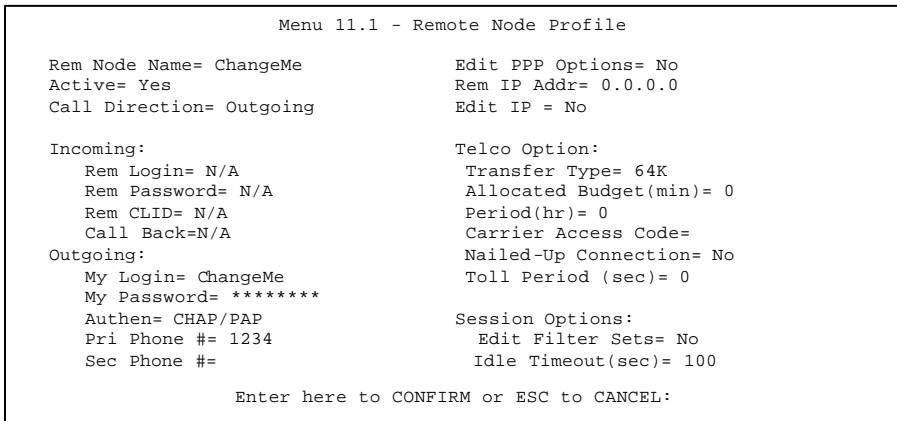 Menu 11.1 - Remote Node Profile
Rem Node Name= ChangeMe Edit PPP Options= No
Active= Yes Rem IP Addr= 0.0.0.0
Call Direction= Outgoing Edit IP = No
Incoming: Telco Option:
Rem Login= N/A Transfer Type= 64K
Rem Password= N/A Allocated Budget(min)= 0
Rem CLID= N/A Period(hr)= 0
Call Back=N/A Carrier Access Code=
Outgoing: Nailed-Up Connection= No
My Login= ChangeMe Toll Period (sec)= 0
My Password= ********
Authen= CHAP/PAP Session Options:
Pri Phone #= 1234 Edit Filter Sets= No
Sec Phone #= Idle Timeout(sec)= 100
Enter here to CONFIRM or ESC to CANCEL: